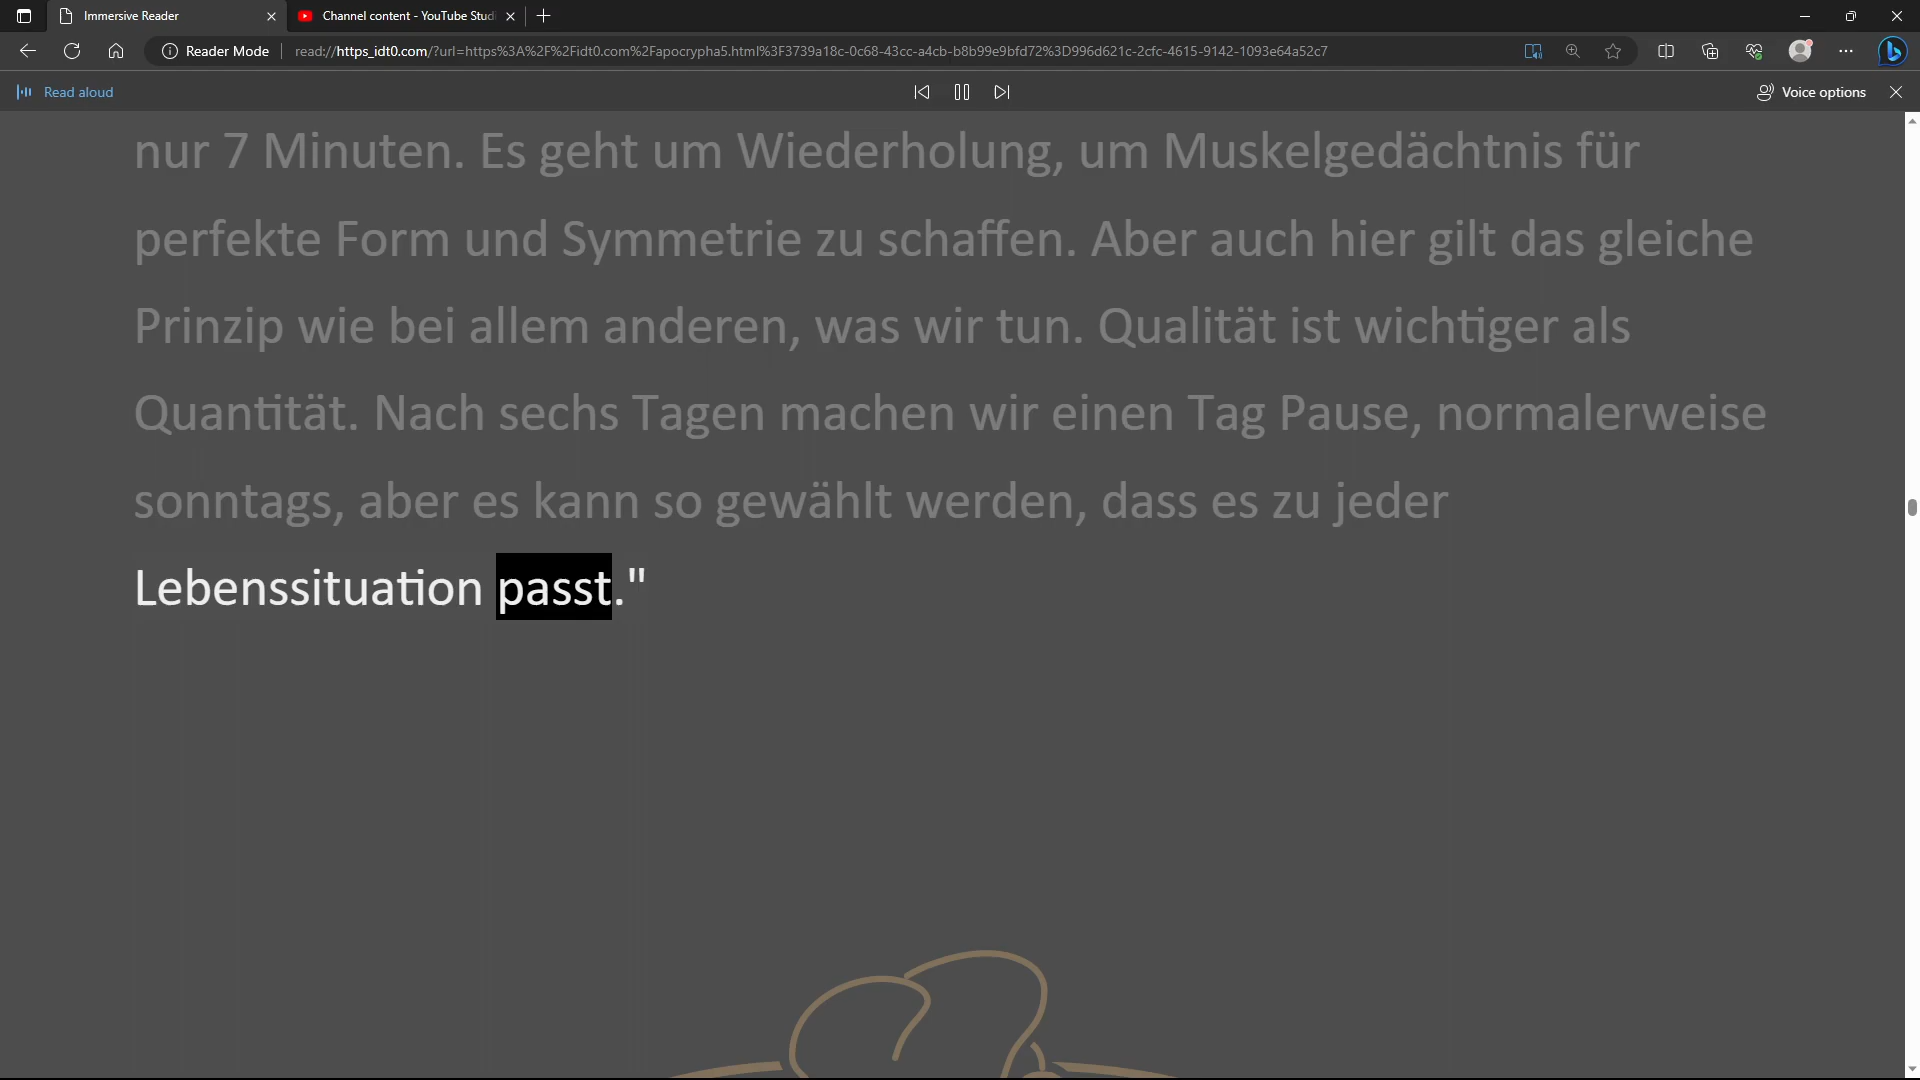 Immersive Reader
Channel content - YouTube Studi
Reader Mode
read://https_idt0.com/?url=https%3A%2F%2Fidt0.com%2Fapocrypha5.html%3F3739a18c-0c68-43cc-a4cb-b8b99e9bfd72%3D996d621c-2cfc-4615-9142-1093e64a52c7
Read aloud
Voice options
nur 7 Minuten. Es geht um Wiederholung, um Muskelgedächtnis für
perfekte Form und Symmetrie zu schaffen. Aber auch hier gilt das gleiche
Prinzip wie bei allem anderen, was wir tun. Qualität ist wichtiger als
Quantität. Nach sechs Tagen machen wir einen Tag Pause, normalerweise
sonntags, aber es kann so gewählt werden, dass es zu jeder
Lebenssituation passt."